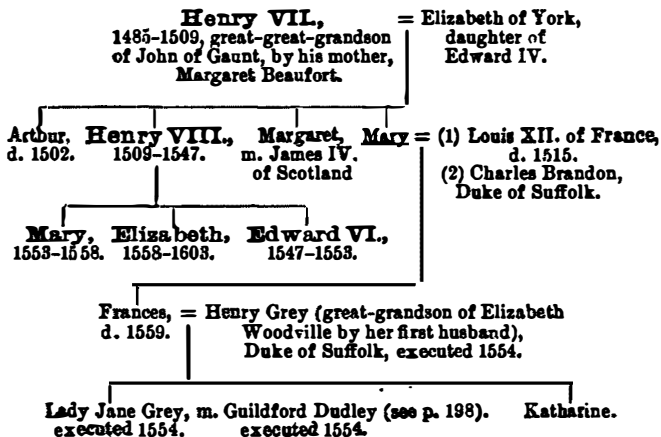 Henry VII., = Elizabeth of York,
1485-1509, great-great-grandson daughter of
of John of Gaunt, by his mother, Edward IV.
Margaret Beaufort.
Arthur, Henry VIII., Margaret, Mary = (1) Louis XII. of France,
d. 1502. 1509-1547. m. James IV. d. 1515.
of Scotland (2) Charles Brandon,
Duke of Suffolk.
Mary, Elizabeth, Edward VI.,
1553-1558. 1558-1603. 1547-1553.
Frances, = Henry Grey (great-grandson of Elizabeth
d. 1559. Woodville by her first husband),
Duke of Suffolk, executed 1554.
Lady Jane Grey, m. Guildford Dudley (see p. 198). Katharine.
executed 1554. executed 1554.